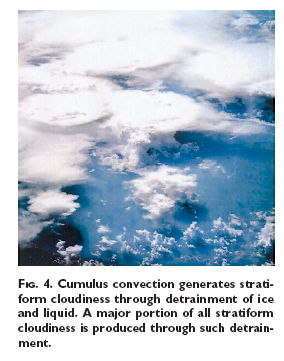 FIG. 4. Cumulus convection generates strati-
form cloudiness through detrainment of ice
and liquid. A major portion of all stratiform
cloudiness is produced through such detrain-
ment.